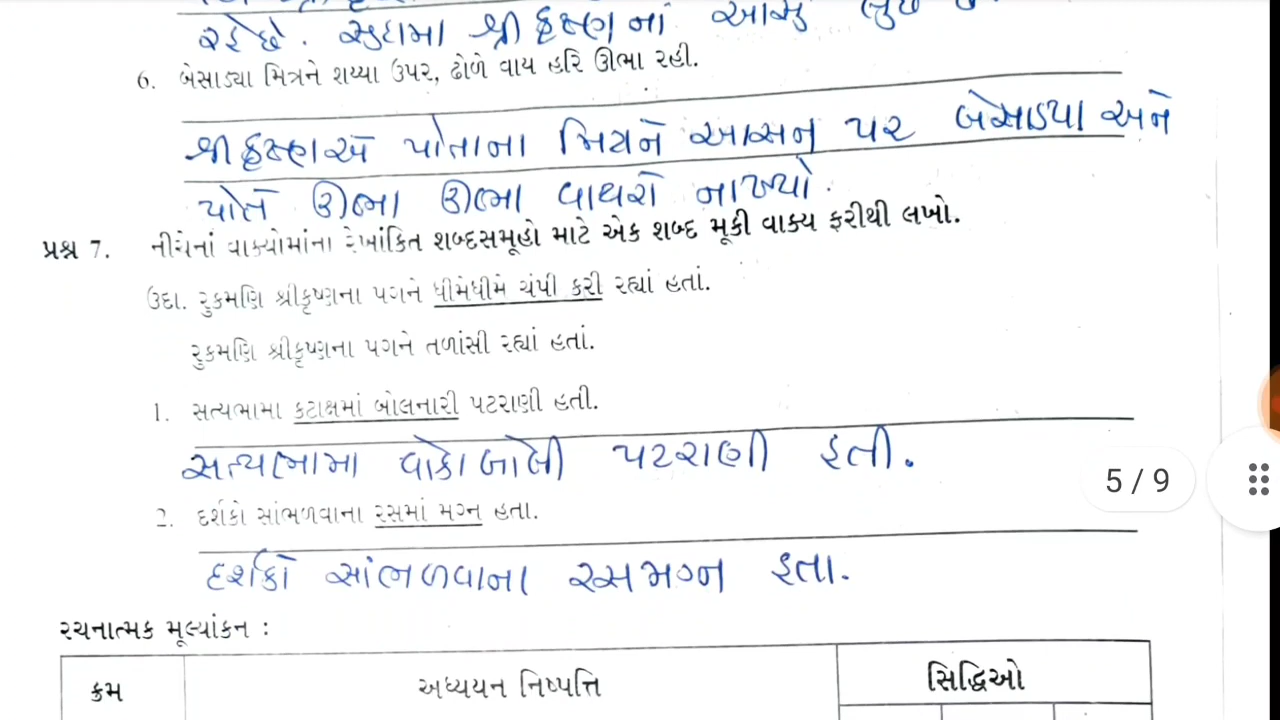 રહે છે. સુદામા શ્રી કૃષ્ણ નાં આંસુ
6. બેસાડ્યા મિત્રને શય્યા ઉપર, ઢોળે વાય હરિ ઊભા રહી.
શ્રી કૃષ્ણએ પોતાના મિત્રને આસન પર બેસાડયા અને
પોતે ઊભા ઊભા વાયરો નાખ્યો.
પ્રશ્ન 7. નીચેનાં વાક્યોમાંના રેખાંકિત શબ્દસમૂહો માટે એક શબ્દ મૂકી વાક્ય ફરીથી લખો.
ઉદા. રુકમણિ શ્રીકૃષ્ણના પગને ધીમેધીમે ચંપી કરી રહ્યાં હતાં.
રુકમણિ શ્રીકૃષ્ણના પગને તળાંસી રહ્યાં હતાં.
1. સત્યભામા કટાક્ષમાં બોલનારી પટરાણી હતી.
સત્યભામા વાકાબોલી પટરાણી હતી.
5 / 9
2. દર્શકો સાંભળવાના રસમાં મગ્ન હતા.
દર્શકો સાંભળવાના રસમગ્ન હતા.
રચનાત્મક મૂલ્યાંકન :
ક્રમ અધ્યયન નિષ્પત્તિ સિદ્ધિઓ